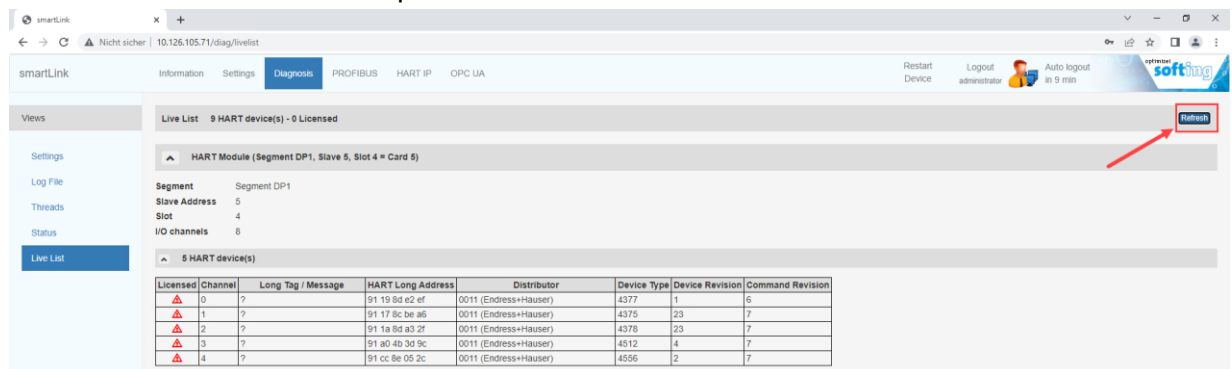 smartLink
Nicht sicher | 10.126.105.71/diag/livelist
smartLink Information Settings Diagnosis PROFIBUS HART IP OPC UA Restart Device Logout administrator Auto logout in 9 min optimize! softing
Views
Settings
Log File
Threads
Status
Live List
Live List 9 HART device(s) - 0 Licensed Refresh
HART Module (Segment DP1, Slave 5, Slot 4 = Card 5)
Segment Segment DP1
Slave Address 5
Slot 4
I/O channels 8
5 HART device(s)
Licensed Channel Long Tag / Message HART Long Address Distributor Device Type Device Revision Command Revision
0 ? 91 19 8d e2 ef 0011 (Endress+Hauser) 4377 1 6
1 ? 91 17 8c be a6 0011 (Endress+Hauser) 4375 23 7
2 ? 91 1a 8d a3 2f 0011 (Endress+Hauser) 4378 23 7
3 ? 91 a0 4b 3d 9c 0011 (Endress+Hauser) 4512 4 7
4 ? 91 cc 8e 05 2c 0011 (Endress+Hauser) 4556 2 7